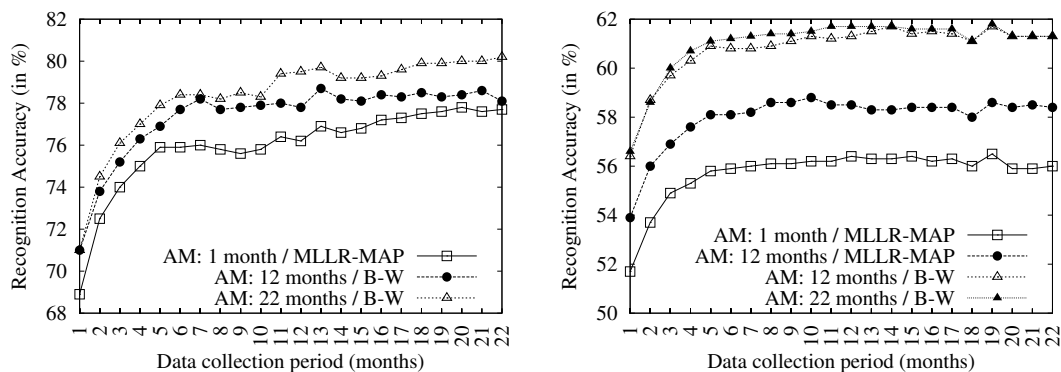 Recognition Accuracy (in %)
82
80
78
76
74
72
70
68
AM: 1 month / MLLR-MAP
AM: 12 months / B-W
AM: 22 months / B-W
1 2 3 4 5 6 7 8 9 10 11 12 13 14 15 16 17 18 19 20 21 22
Data collection period (months)
Recognition Accuracy (in %)
62
60
58
56
54
52
50
AM: 1 month / MLLR-MAP
AM: 12 months / MLLR-MAP
AM: 12 months / B-W
AM: 22 months / B-W
1 2 3 4 5 6 7 8 9 10 11 12 13 14 15 16 17 18 19 20 21 22
Data collection period (months)